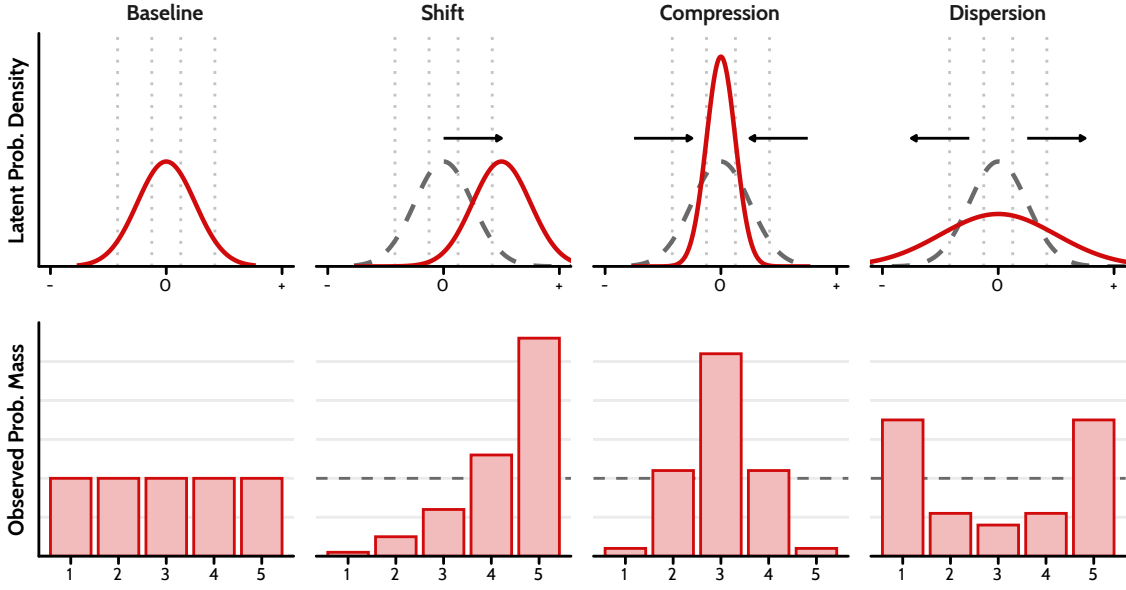 Baseline Shift Compression Dispersion
Latent Prob. Density
- 0 + - 0 + - 0 + - 0 +
Observed Prob. Mass
1 2 3 4 5 1 2 3 4 5 1 2 3 4 5 1 2 3 4 5